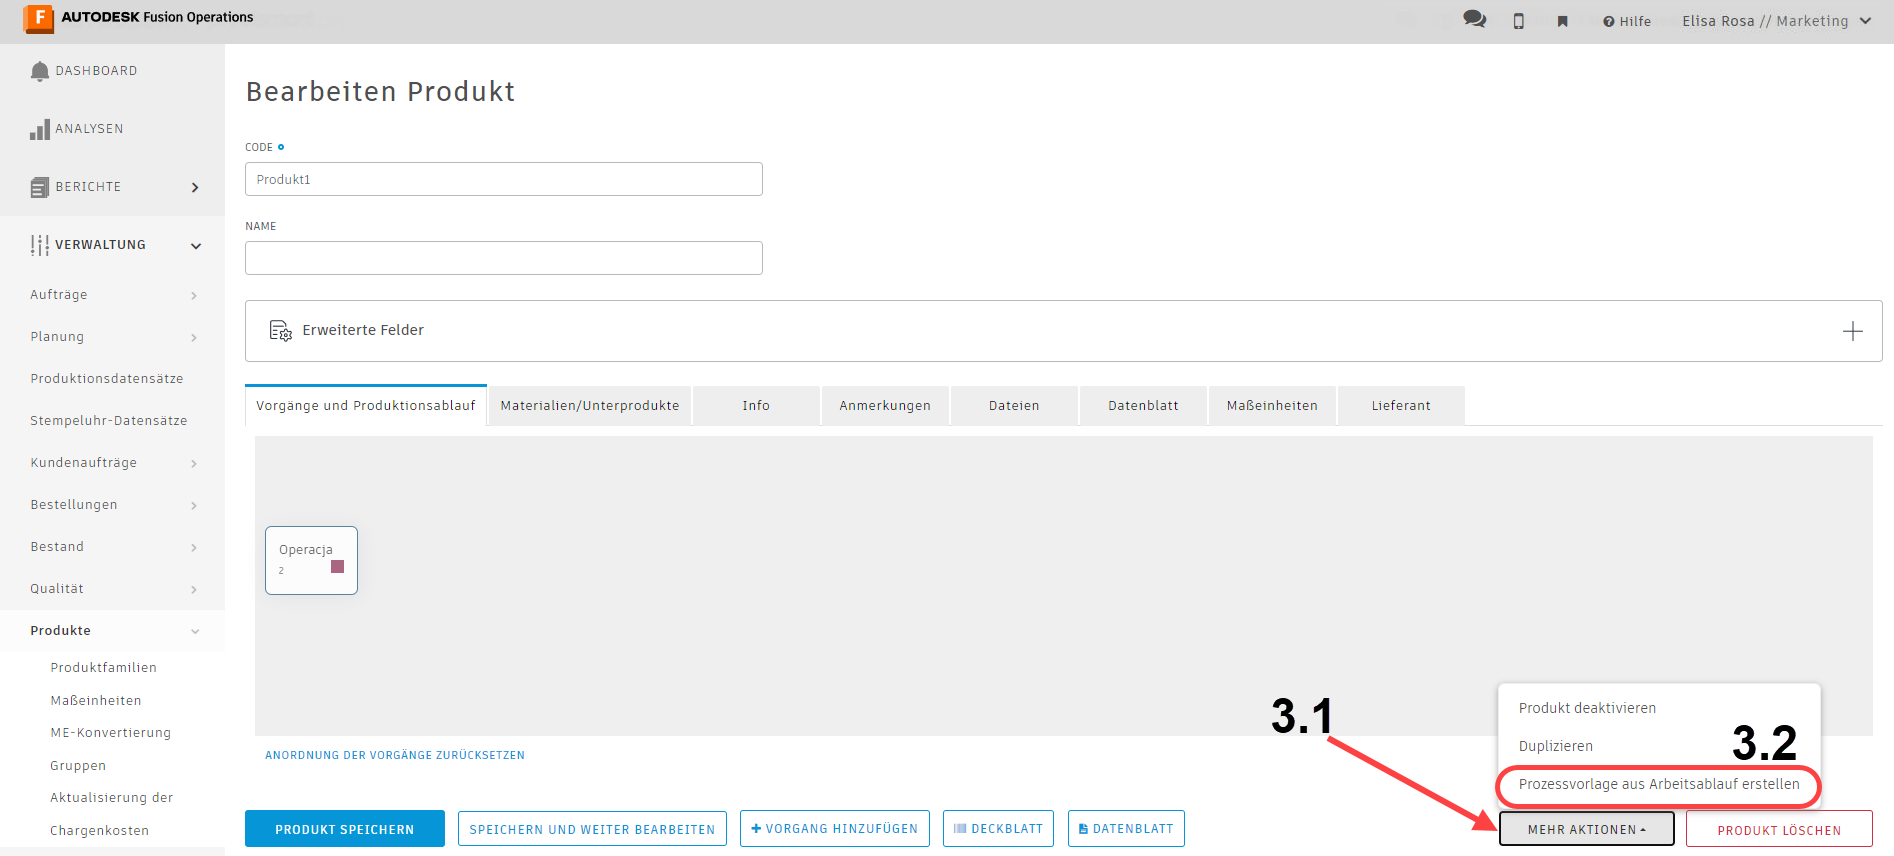 AUTODESK Fusion Operations
Hilfe
Elisa Rosa // Marketing
DASHBOARD
ANALYSEN
BERICHTE
VERWALTUNG
Aufträge
Planung
Produktionsdatensätze
Stempeluhr-Datensätze
Kundenaufträge
Bestellungen
Bestand
Qualität
Produkte
Produktfamilien
Maßeinheiten
ME-Konvertierung
Gruppen
Aktualisierung der
Chargenkosten
Bearbeiten Produkt
CODE
Produkt1
NAME
Erweiterte Felder
Vorgänge und Produktionsablauf
Materialien/Unterprodukte
Info
Anmerkungen
Dateien
Datenblatt
Maßeinheiten
Lieferant
Operacja
2
ANORDNUNG DER VORGÄNGE ZURÜCKSETZEN
3.1
Produkt deaktivieren
Duplizieren
3.2
Prozessvorlage aus Arbeitsablauf erstellen
PRODUKT SPEICHERN
SPEICHERN UND WEITER BEARBEITEN
+ VORGANG HINZUFÜGEN
DECKBLATT
DATENBLATT
MEHR AKTIONEN
PRODUKT LÖSCHEN